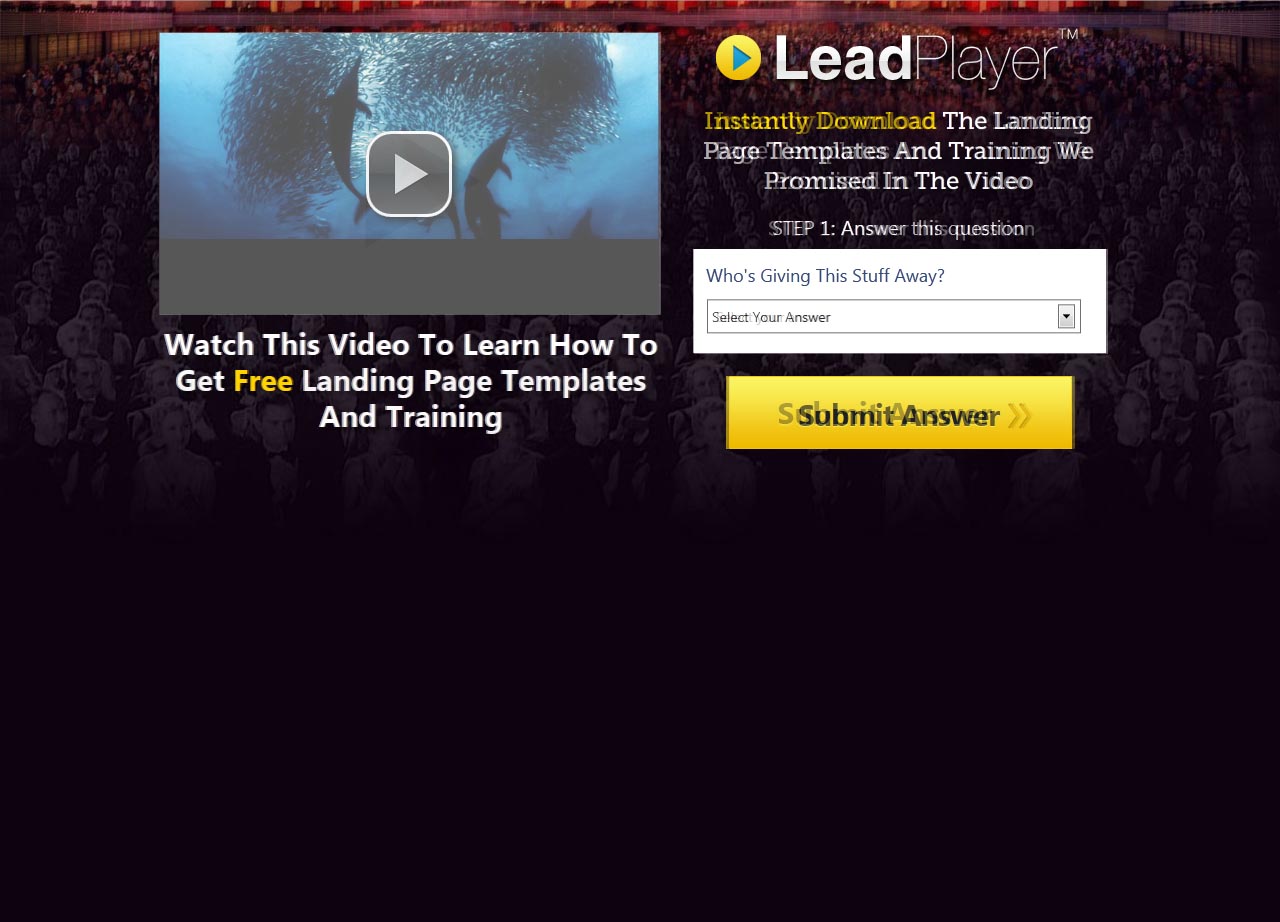 LeadPlayer™
Instantly Download The Landing
Page Templates And Training We
Promised In The Video
STEP 1: Answer this question
Who's Giving This Stuff Away?
Select Your Answer
Submit Answer »
Watch This Video To Learn How To
Get Free Landing Page Templates
And Training